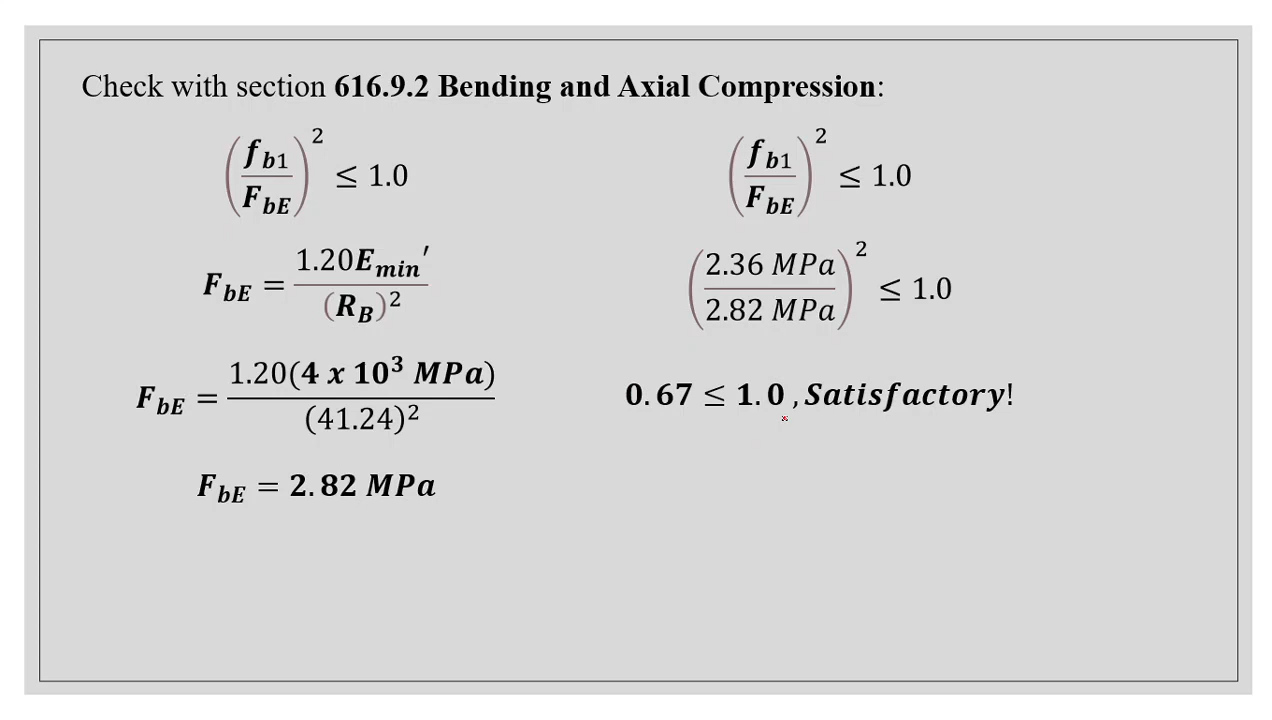 Check with section 616.9.2 Bending and Axial Compression:
(f_b1 / F_bE)^2 ≤ 1.0
F_bE = 1.20E_min′ / (R_B)^2
F_bE = 1.20(4 x 10^3 MPa) / (41.24)^2
F_bE = 2.82 MPa
(f_b1 / F_bE)^2 ≤ 1.0
(2.36 MPa / 2.82 MPa)^2 ≤ 1.0
0.67 ≤ 1.0 , Satisfactory!